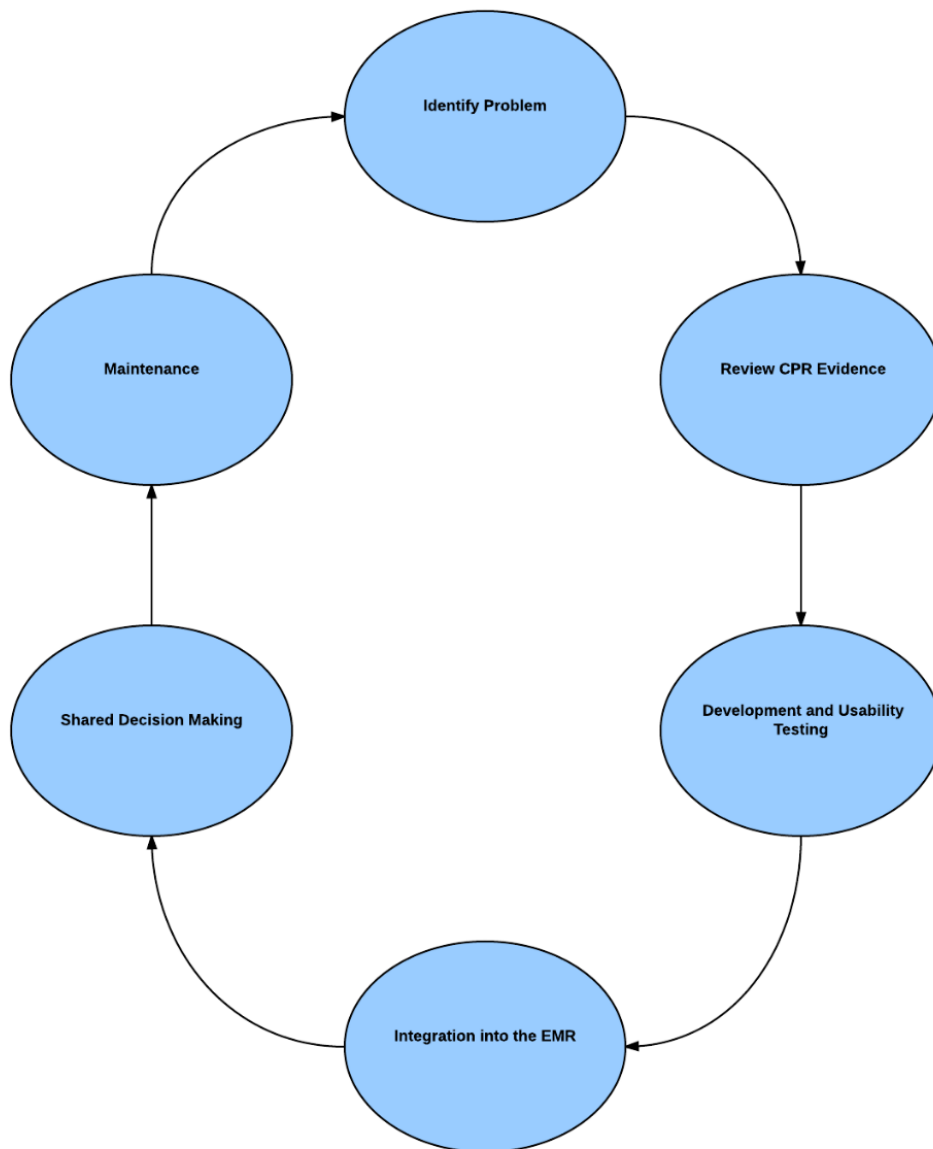 Identify Problem
Maintenance
Review CPR Evidence
Shared Decision Making
Development and Usability
Testing
Integration into the EMR